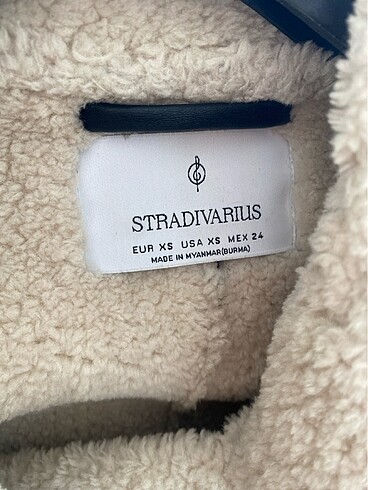 STRADIVARIUS
EUR XS USA XS MEX 24
MADE IN MYANMAR(BURMA)